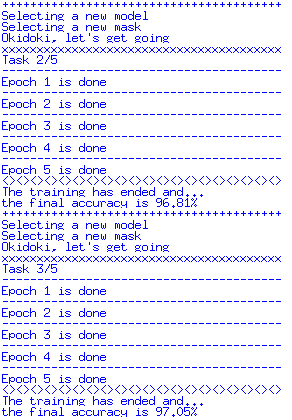 ++++++++++++++++++++++++++++++++++++++++
Selecting a new model
Selecting a new mask
Okidoki, let's get going
xxxxxxxxxxxxxxxxxxxxxxxxxxxxxxxxxxxxxxxx
Task 2/5
----------------------------------------
Epoch 1 is done
----------------------------------------
Epoch 2 is done
----------------------------------------
Epoch 3 is done
----------------------------------------
Epoch 4 is done
----------------------------------------
Epoch 5 is done
<><><><><><><><><><><><><><><><><><><><>
The training has ended and...
the final accuracy is 96.81%
++++++++++++++++++++++++++++++++++++++++
Selecting a new model
Selecting a new mask
Okidoki, let's get going
xxxxxxxxxxxxxxxxxxxxxxxxxxxxxxxxxxxxxxxx
Task 3/5
----------------------------------------
Epoch 1 is done
----------------------------------------
Epoch 2 is done
----------------------------------------
Epoch 3 is done
----------------------------------------
Epoch 4 is done
----------------------------------------
Epoch 5 is done
<><><><><><><><><><><><><><><><><><><><>
The training has ended and...
the final accuracy is 97.05%